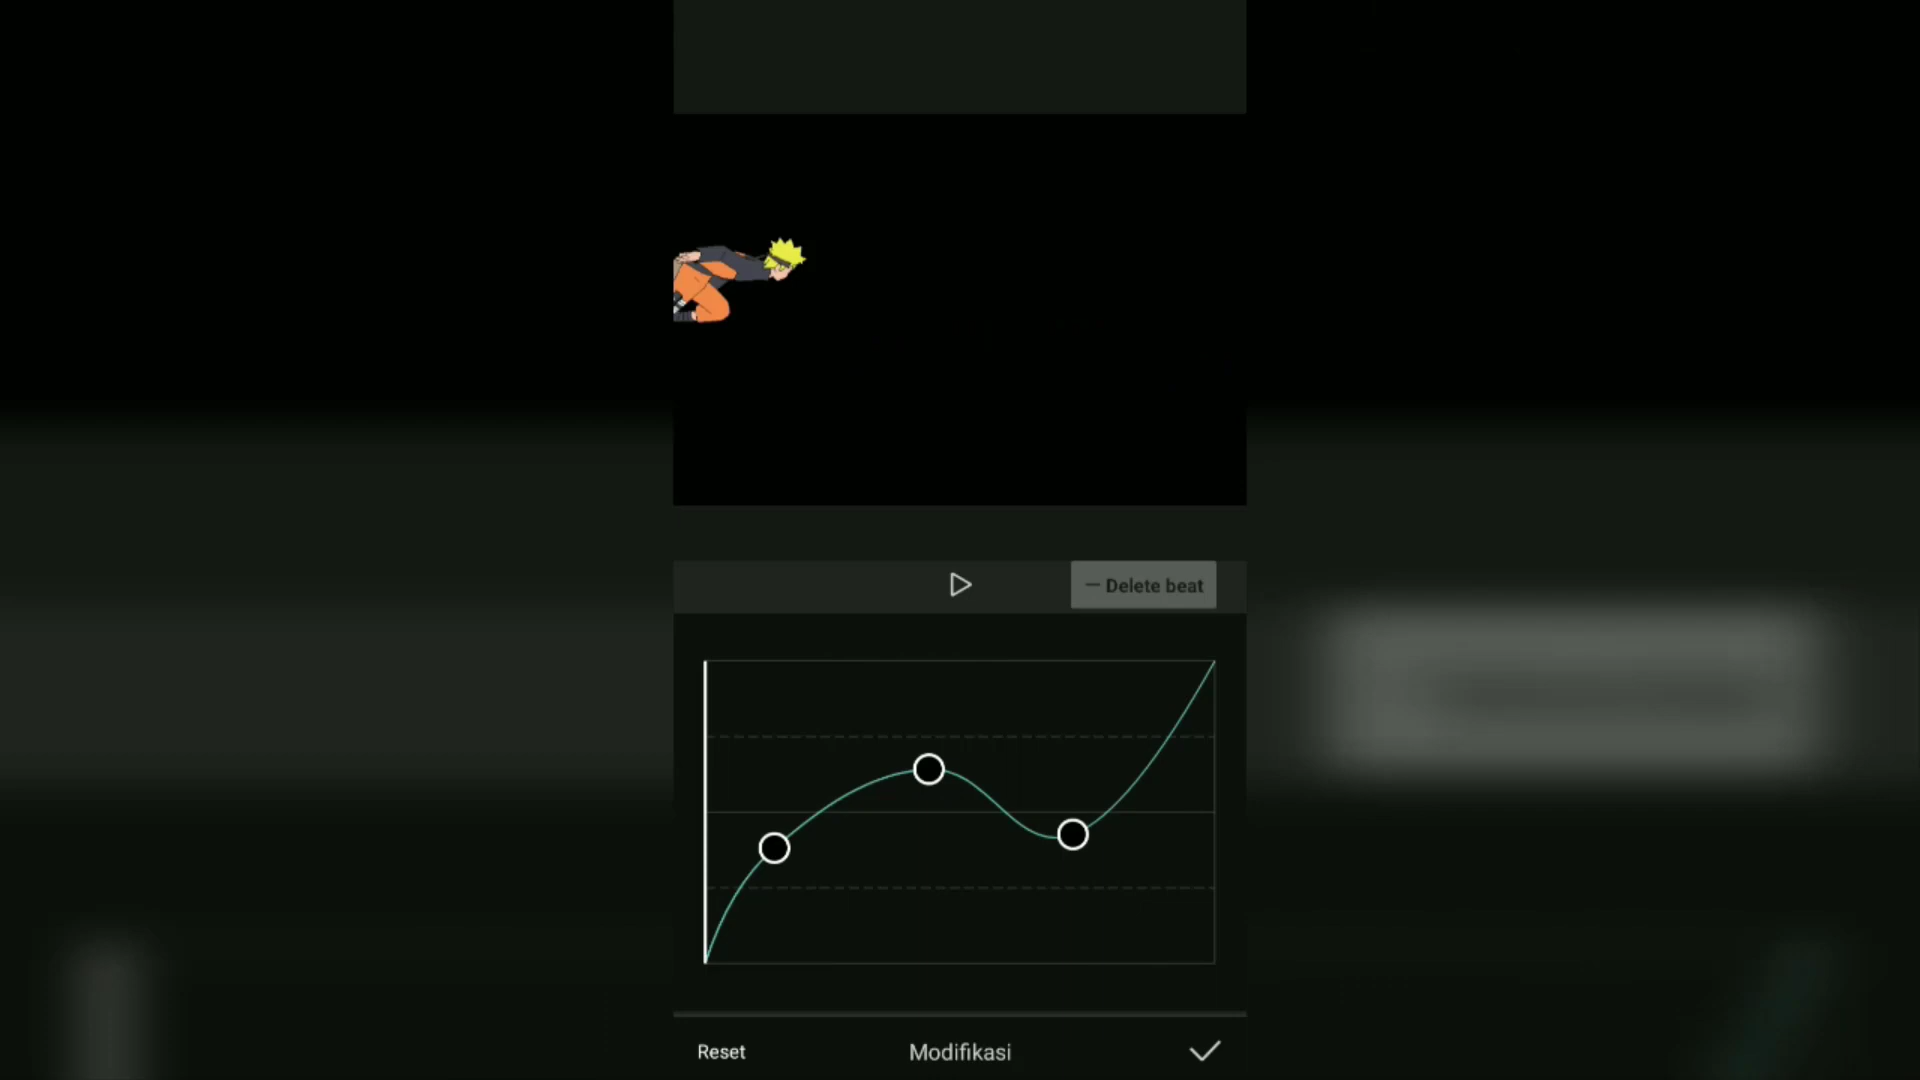 — Delete beat
Reset
Modifikasi